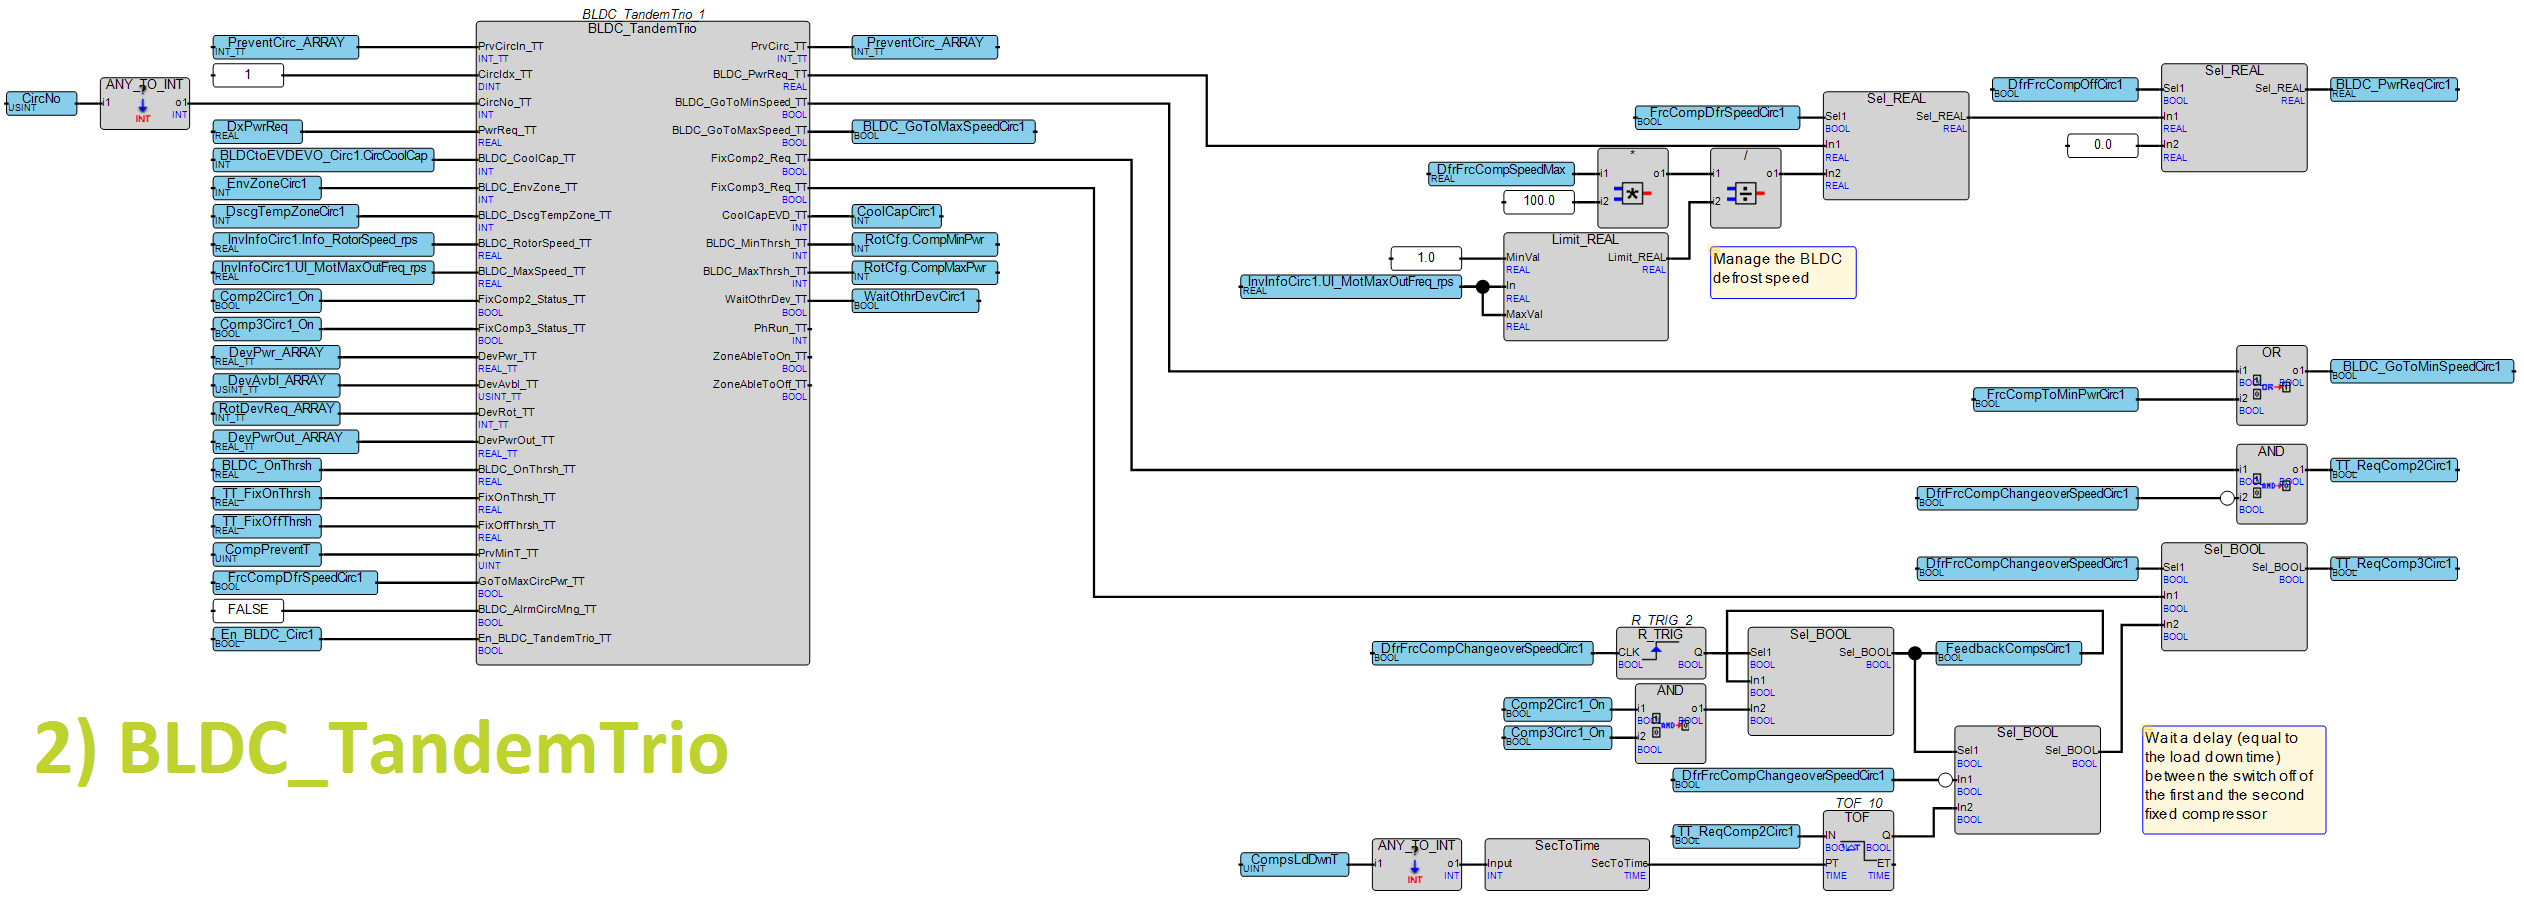 BLDC_TandemTrio_1
BLDC_TandemTrio
PreventCirc_ARRAY
INT_TT
PrvCircIn_TT
INT_TT
PrvCirc_TT
INT_TT
PreventCirc_ARRAY
INT_TT
1
CircIdx_TT
DINT
BLDC_PwrReq_TT
REAL
CircNo
USINT
ANY_TO_INT
i1
o1
INT
INT
CircNo_TT
INT
BLDC_GoToMinSpeed_TT
BOOL
DxPwrReq
REAL
PwrReq_TT
REAL
BLDC_GoToMaxSpeed_TT
BOOL
BLDC_GoToMaxSpeedCirc1
BOOL
BLDCtoEVDEVO_Circ1.CircCoolCap
INT
BLDC_CoolCap_TT
INT
FixComp2_Req_TT
BOOL
EnvZoneCirc1
INT
BLDC_EnvZone_TT
INT
FixComp3_Req_TT
BOOL
DscgTempZoneCirc1
INT
BLDC_DscgTempZone_TT
INT
CoolCapEVD_TT
INT
CoolCapCirc1
INT
InvInfoCirc1.Info_RotorSpeed_rps
REAL
BLDC_RotorSpeed_TT
REAL
BLDC_MinThrsh_TT
INT
RotCfg.CompMinPwr
INT
InvInfoCirc1.UI_MotMaxOutFreq_rps
REAL
BLDC_MaxSpeed_TT
REAL
BLDC_MaxThrsh_TT
INT
RotCfg.CompMaxPwr
INT
Comp2Circ1_On
BOOL
FixComp2_Status_TT
BOOL
WaitOthrDev_TT
BOOL
WaitOthrDevCirc1
BOOL
Comp3Circ1_On
BOOL
FixComp3_Status_TT
BOOL
PhRun_TT
INT
DevPwr_ARRAY
REAL_TT
DevPwr_TT
REAL_TT
ZoneAbleToOn_TT
BOOL
DevAvbl_ARRAY
USINT_TT
DevAvbl_TT
USINT_TT
ZoneAbleToOff_TT
BOOL
RotDevReq_ARRAY
INT_TT
DevRot_TT
INT_TT
DevPwrOut_ARRAY
REAL_TT
DevPwrOut_TT
REAL_TT
BLDC_OnThrsh
REAL
BLDC_OnThrsh_TT
REAL
TT_FixOnThrsh
REAL
FixOnThrsh_TT
REAL
TT_FixOffThrsh
REAL
FixOffThrsh_TT
REAL
CompPreventT
UINT
PrvMinT_TT
UINT
FrcCompDfrSpeedCirc1
BOOL
GoToMaxCircPwr_TT
BOOL
FALSE
BLDC_AlrmCircMng_TT
BOOL
En_BLDC_Circ1
BOOL
En_BLDC_TandemTrio_TT
BOOL
DfrFrcCompOffCirc1
BOOL
Sel_REAL
Sel1
BOOL
Sel_REAL
REAL
In1
REAL
0.0
In2
REAL
BLDC_PwrReqCirc1
REAL
FrcCompDfrSpeedCirc1
BOOL
Sel_REAL
Sel1
BOOL
Sel_REAL
REAL
In1
REAL
In2
REAL
DfrFrcCompSpeedMax
REAL
100.0
*
i1
o1
i2
*
/
i1
o1
i2
1.0
InvInfoCirc1.UI_MotMaxOutFreq_rps
REAL
Limit_REAL
MinVal
REAL
Limit_REAL
REAL
In
REAL
MaxVal
REAL
Manage the BLDC
defrost speed
OR
i1
BOOL
o1
BOOL
OR
i2
BOOL
FrcCompToMinPwrCirc1
BOOL
BLDC_GoToMinSpeedCirc1
BOOL
AND
i1
BOOL
o1
BOOL
AND
i2
BOOL
DfrFrcCompChangeoverSpeedCirc1
BOOL
TT_ReqComp2Circ1
BOOL
DfrFrcCompChangeoverSpeedCirc1
BOOL
Sel_BOOL
Sel1
BOOL
Sel_BOOL
BOOL
In1
BOOL
In2
BOOL
TT_ReqComp3Circ1
BOOL
R_TRIG_2
R_TRIG
DfrFrcCompChangeoverSpeedCirc1
BOOL
CLK
BOOL
Q
BOOL
Sel_BOOL
Sel1
BOOL
Sel_BOOL
BOOL
In1
BOOL
In2
BOOL
FeedbackCompsCirc1
BOOL
Comp2Circ1_On
BOOL
Comp3Circ1_On
BOOL
AND
i1
BOOL
o1
BOOL
AND
i2
BOOL
DfrFrcCompChangeoverSpeedCirc1
BOOL
Sel_BOOL
Sel1
BOOL
Sel_BOOL
BOOL
In1
BOOL
In2
BOOL
Wait a delay (equal to
the load down time)
between the switch off of
the first and the second
fixed compressor
TOF_10
TOF
TT_ReqComp2Circ1
BOOL
IN
BOOL
Q
BOOL
PT
TIME
ET
TIME
CompsLdDwnT
UINT
ANY_TO_INT
i1
o1
INT
INT
SecToTime
Input
INT
SecToTime
TIME
2) BLDC_TandemTrio